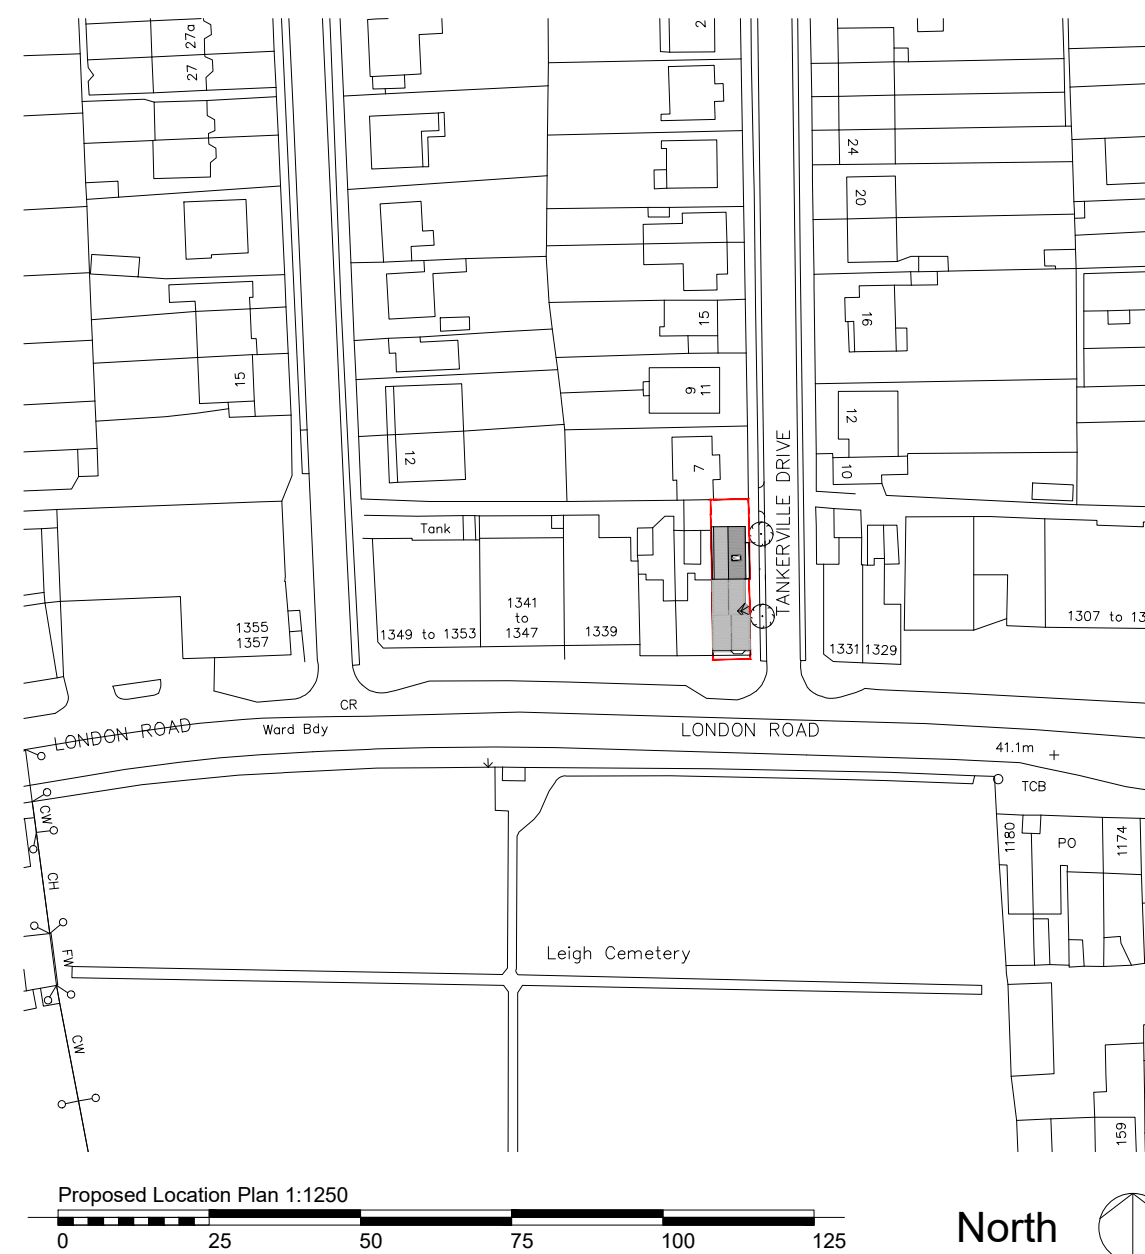 27a
27
2
24
20
15
16
15
9 11
12
12
10
7
TANKERVILLE DRIVE
Tank
1355
1357
1349 to 1353
1341
to
1347
1339
1331
1329
1307 to 13
CR
LONDON ROAD
Ward Bdy
LONDON ROAD
41.1m
TCB
CW
1180
PO
1174
CH
FW
Leigh Cemetery
CW
159
Proposed Location Plan 1:1250
0 25 50 75 100 125
North